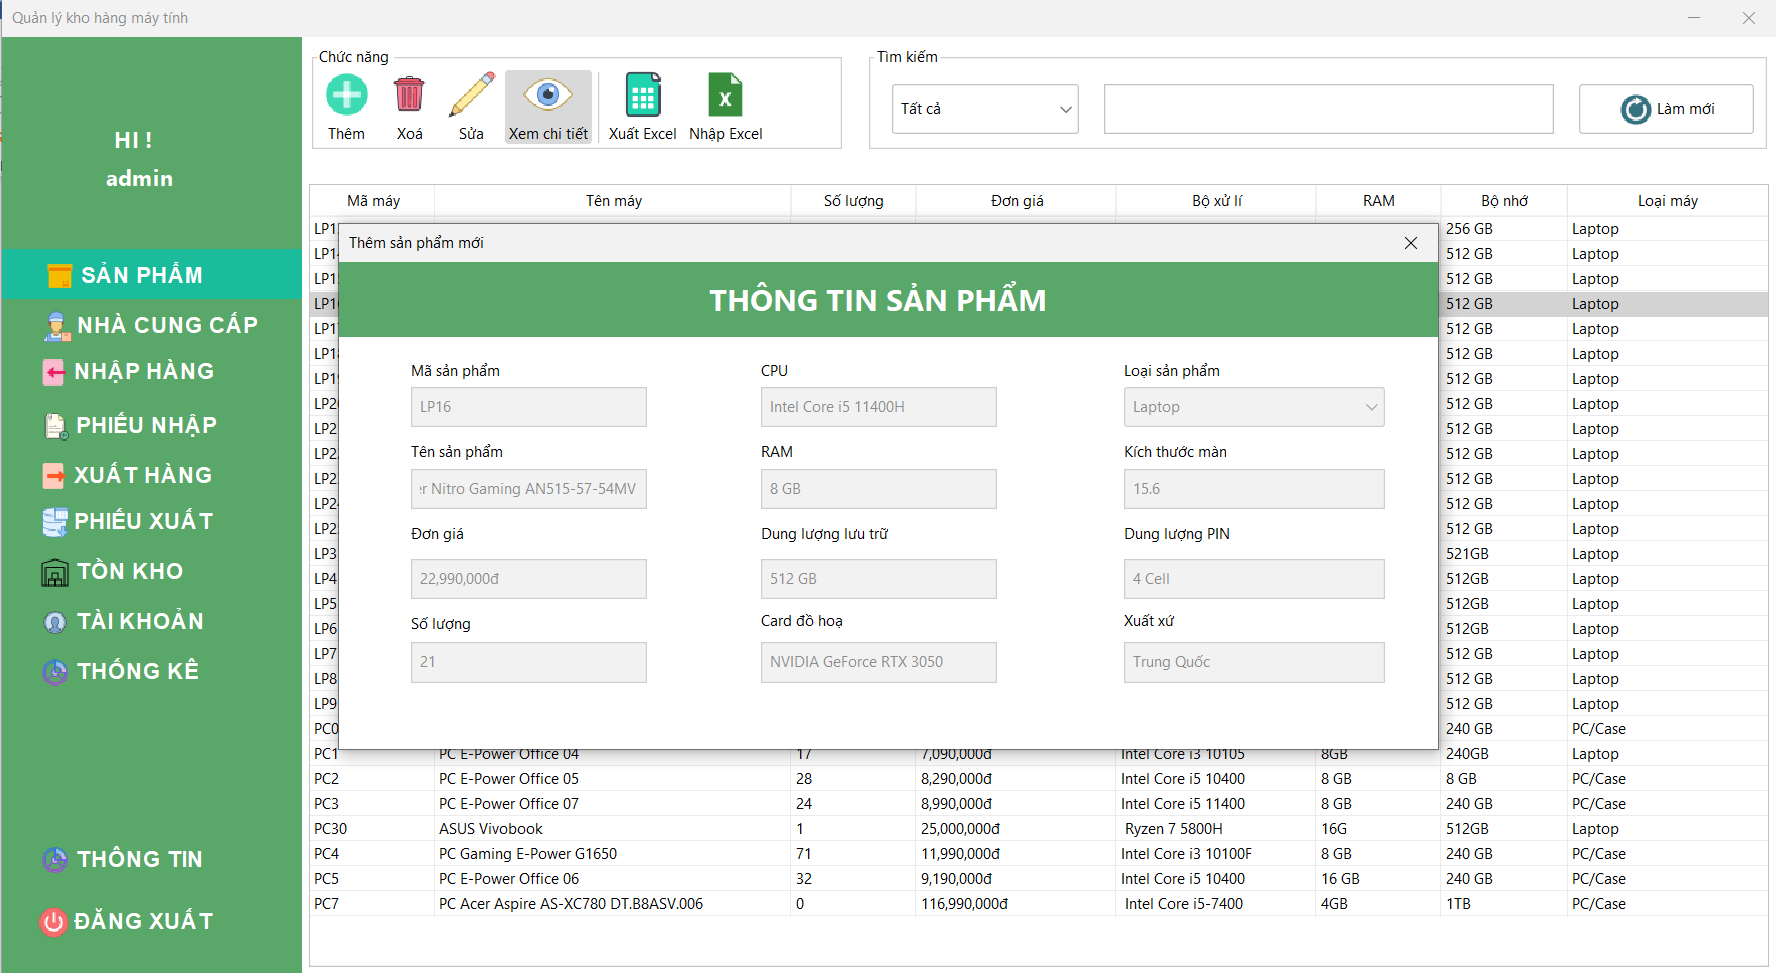 Quản lý kho hàng máy tính
HI !
admin
SẢN PHẨM
NHÀ CUNG CẤP
NHẬP HÀNG
PHIẾU NHẬP
XUẤT HÀNG
PHIẾU XUẤT
TỒN KHO
TÀI KHOẢN
THỐNG KÊ
THÔNG TIN
ĐĂNG XUẤT
Chức năng
Thêm Xoá Sửa Xem chi tiết Xuất Excel Nhập Excel
Tìm kiếm
Tất cả Làm mới
Mã máy Tên máy Số lượng Đơn giá Bộ xử lí RAM Bộ nhớ Loại máy
256 GB Laptop
512 GB Laptop
512 GB Laptop
512 GB Laptop
512 GB Laptop
512 GB Laptop
512 GB Laptop
512 GB Laptop
512 GB Laptop
512 GB Laptop
512 GB Laptop
512 GB Laptop
512 GB Laptop
LP3 521GB Laptop
LP4 512GB Laptop
LP5 512GB Laptop
LP6 512GB Laptop
LP7 512 GB Laptop
LP8 512 GB Laptop
LP9 512 GB Laptop
PC0 240 GB PC/Case
PC1 PC E-Power Office 04 17 7,090,000đ Intel Core i3 10105 8GB 240GB Laptop
PC2 PC E-Power Office 05 28 8,290,000đ Intel Core i5 10400 8 GB 8 GB PC/Case
PC3 PC E-Power Office 07 24 8,990,000đ Intel Core i5 11400 8 GB 240 GB PC/Case
PC30 ASUS Vivobook 1 25,000,000đ Ryzen 7 5800H 16G 512GB Laptop
PC4 PC Gaming E-Power G1650 71 11,990,000đ Intel Core i3 10100F 8 GB 240 GB PC/Case
PC5 PC E-Power Office 06 32 9,190,000đ Intel Core i5 10400 16 GB 240 GB PC/Case
PC7 PC Acer Aspire AS-XC780 DT.B8ASV.006 0 116,990,000đ Intel Core i5-7400 4GB 1TB PC/Case
Thêm sản phẩm mới
THÔNG TIN SẢN PHẨM
Mã sản phẩm CPU Loại sản phẩm
LP16 Intel Core i5 11400H Laptop
Tên sản phẩm RAM Kích thước màn
Nitro Gaming AN515-57-54MV 8 GB 15.6
Đơn giá Dung lượng lưu trữ Dung lượng PIN
22,990,000đ 512 GB 4 Cell
Số lượng Card đồ hoạ Xuất xứ
21 NVIDIA GeForce RTX 3050 Trung Quốc